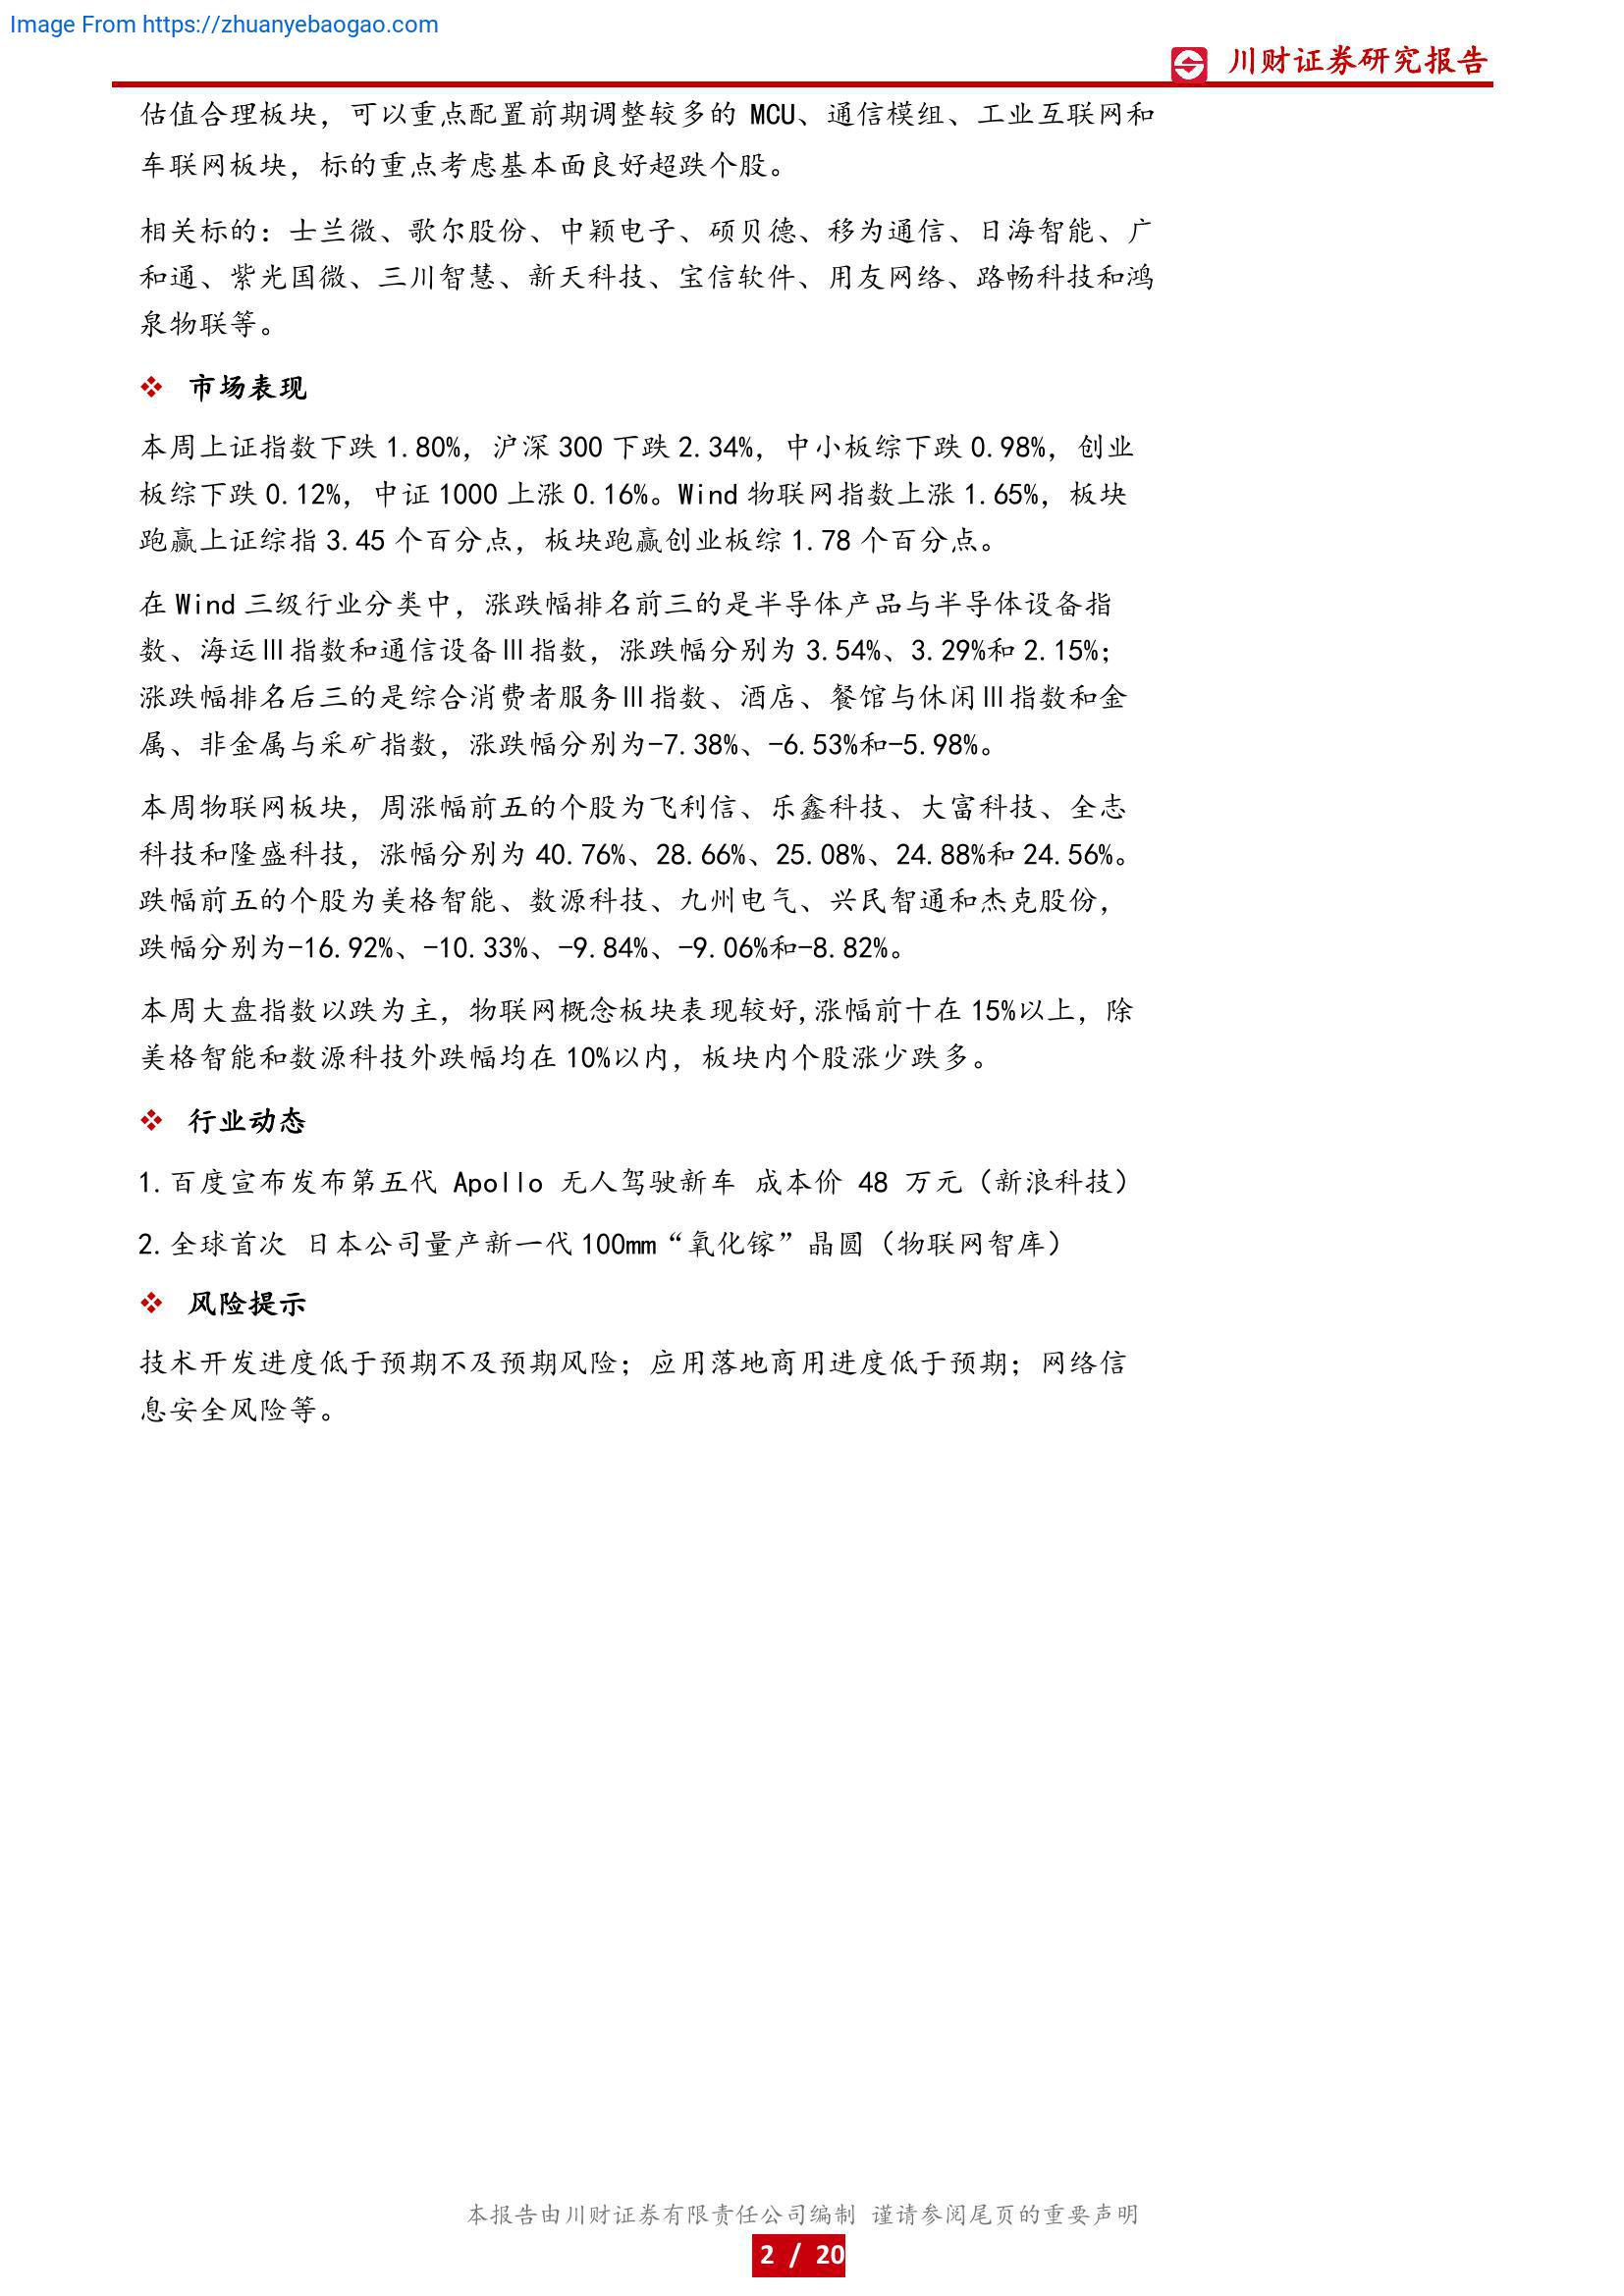 Image From https://zhuanyebaogao.com
川财证券研究报告
估值合理板块，可以重点配置前期调整较多的 MCU、通信模组、工业互联网和
车联网板块，标的重点考虑基本面良好超跌个股。
相关标的：士兰微、歌尔股份、中颖电子、硕贝德、移为通信、日海智能、广
和通、紫光国微、三川智慧、新天科技、宝信软件、用友网络、路畅科技和鸿
泉物联等。
❖ 市场表现
本周上证指数下跌 1.80%，沪深 300 下跌 2.34%，中小板综下跌 0.98%，创业
板综下跌 0.12%，中证 1000 上涨 0.16%。Wind 物联网指数上涨 1.65%，板块
跑赢上证综指 3.45 个百分点，板块跑赢创业板综 1.78 个百分点。
在 Wind 三级行业分类中，涨跌幅排名前三的是半导体产品与半导体设备指
数、海运Ⅲ指数和通信设备Ⅲ指数，涨跌幅分别为 3.54%、3.29%和 2.15%；
涨跌幅排名后三的是综合消费者服务Ⅲ指数、酒店、餐馆与休闲Ⅲ指数和金
属、非金属与采矿指数，涨跌幅分别为-7.38%、-6.53%和-5.98%。
本周物联网板块，周涨幅前五的个股为飞利信、乐鑫科技、大富科技、全志
科技和隆盛科技，涨幅分别为 40.76%、28.66%、25.08%、24.88%和 24.56%。
跌幅前五的个股为美格智能、数源科技、九州电气、兴民智通和杰克股份，
跌幅分别为-16.92%、-10.33%、-9.84%、-9.06%和-8.82%。
本周大盘指数以跌为主，物联网概念板块表现较好,涨幅前十在 15%以上，除
美格智能和数源科技外跌幅均在 10%以内，板块内个股涨少跌多。
❖ 行业动态
1.百度宣布发布第五代 Apollo 无人驾驶新车 成本价 48 万元（新浪科技）
2.全球首次 日本公司量产新一代 100mm“氧化镓”晶圆（物联网智库）
❖ 风险提示
技术开发进度低于预期不及预期风险；应用落地商用进度低于预期；网络信
息安全风险等。
本报告由川财证券有限责任公司编制 谨请参阅尾页的重要声明
2 / 20